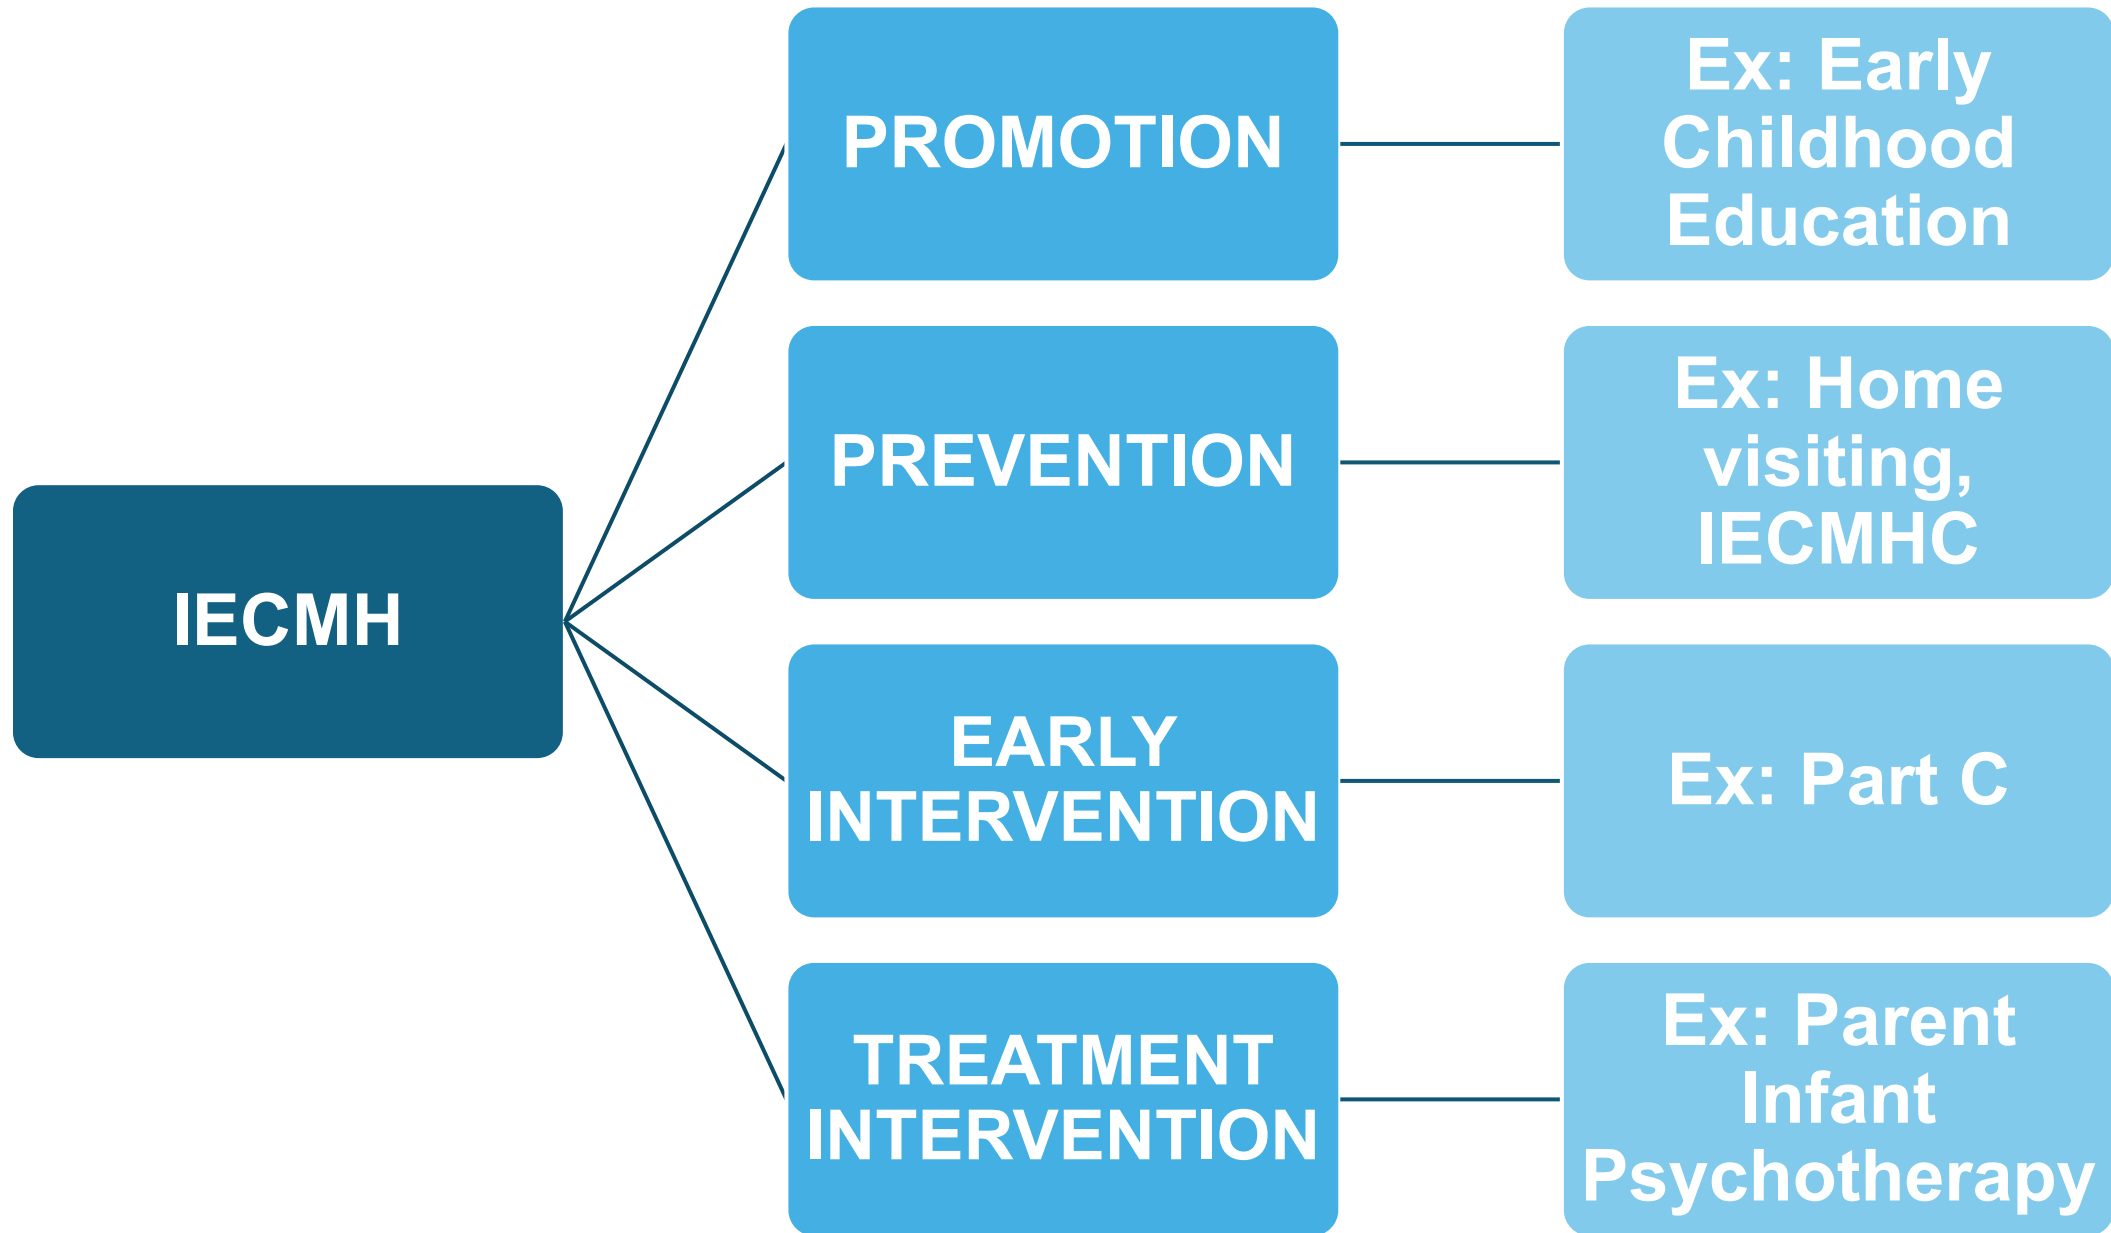 IECMH
PROMOTION
Ex: Early
Childhood
Education
PREVENTION
Ex: Home
visiting,
IECMHC
EARLY
INTERVENTION
Ex: Part C
TREATMENT
INTERVENTION
Ex: Parent
Infant
Psychotherapy